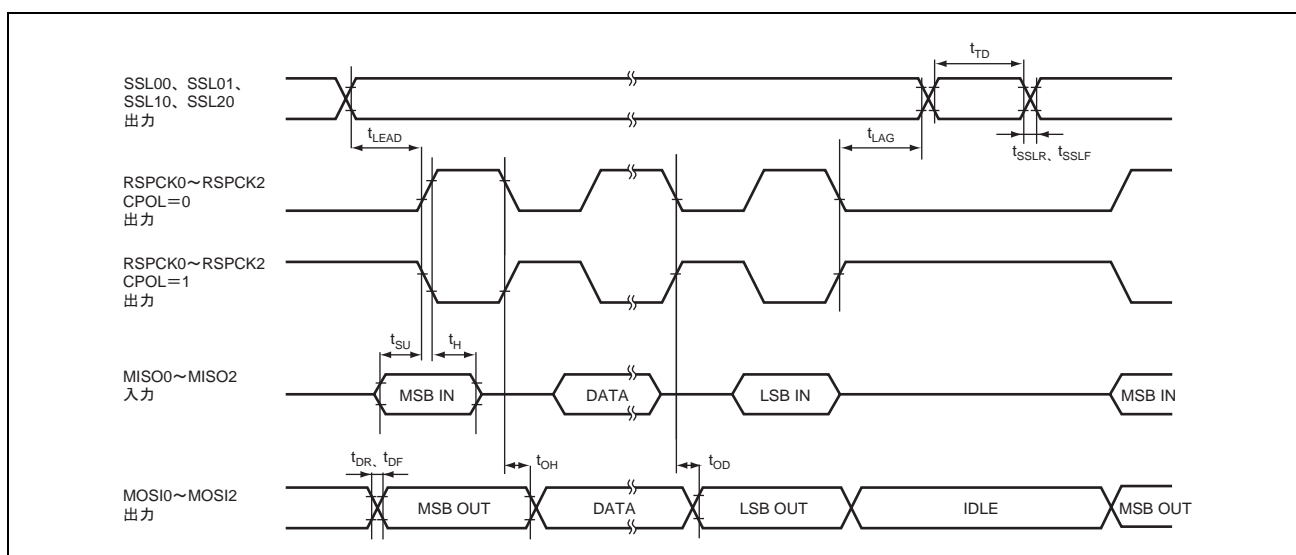 SSL00、SSL01、
SSL10、SSL20
出力
tTD
tLEAD
tLAG
tSSLR、tSSLF
RSPCK0～RSPCK2
CPOL＝0
出力
RSPCK0～RSPCK2
CPOL＝1
出力
tSU
tH
MISO0～MISO2
入力
MSB IN
DATA
LSB IN
MSB IN
tDR、tDF
tOH
tOD
MOSI0～MOSI2
出力
MSB OUT
DATA
LSB OUT
IDLE
MSB OUT